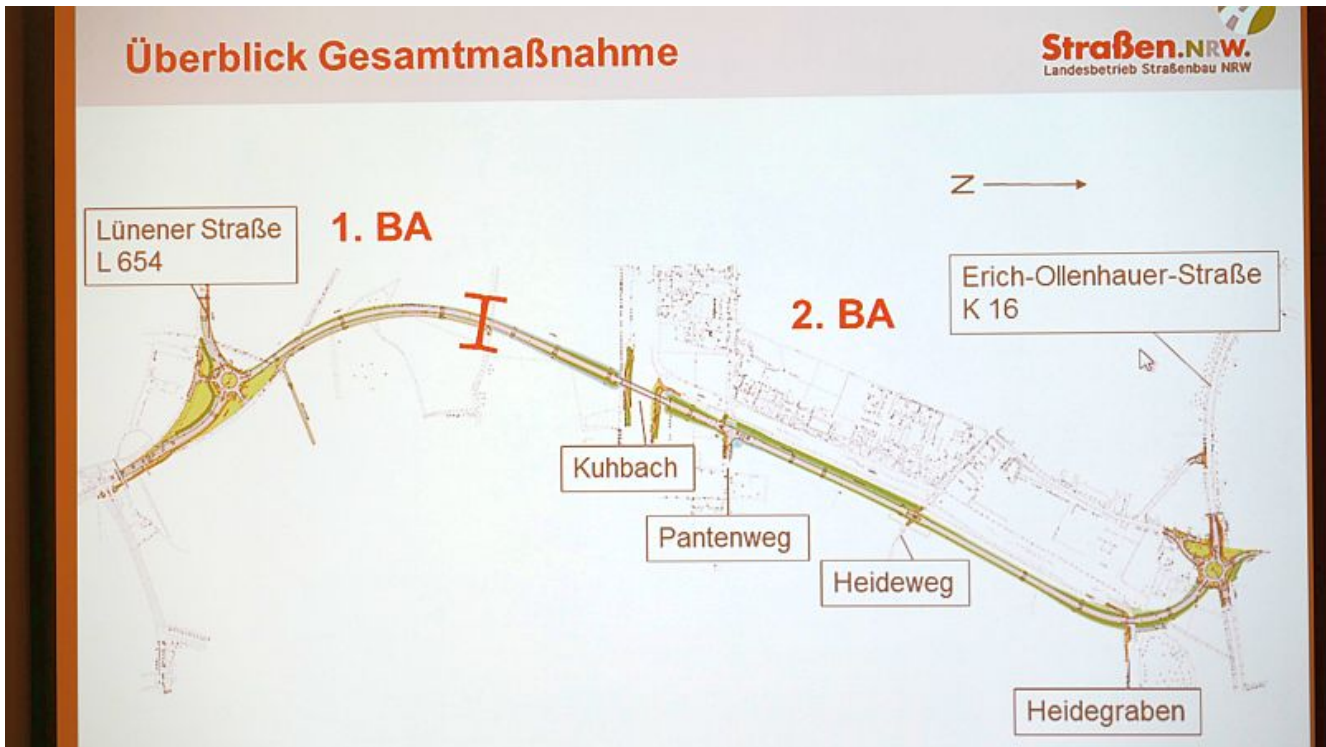 Überblick Gesamtmaßnahme
Straßen.NRW.
Landesbetrieb Straßenbau NRW
N
Lünener Straße
L 654
1. BA
2. BA
Erich-Ollenhauer-Straße
K 16
Kuhbach
Pantenweg
Heideweg
Heidegraben